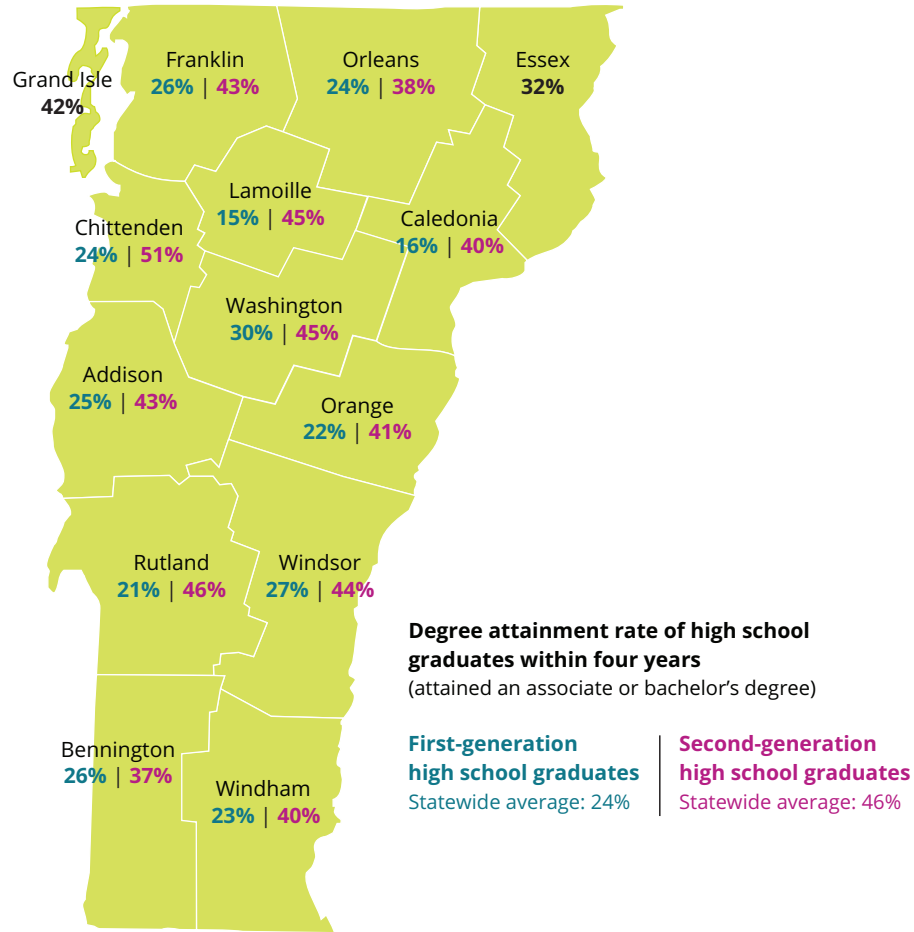 Franklin
26% | 43%
Orleans
24% | 38%
Essex
32%
Grand Isle
42%
Lamoille
15% | 45%
Chittenden
24% | 51%
Caledonia
16% | 40%
Washington
30% | 45%
Addison
25% | 43%
Orange
22% | 41%
Rutland
21% | 46%
Windsor
27% | 44%
Bennington
26% | 37%
Windham
23% | 40%
Degree attainment rate of high school
graduates within four years
(attained an associate or bachelor’s degree)
First-generation
high school graduates
Statewide average: 24%
Second-generation
high school graduates
Statewide average: 46%